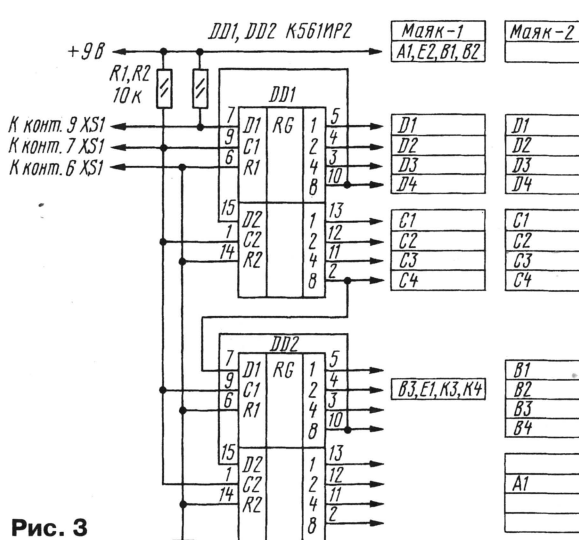 DD1, DD2 К561ИР2
Маяк-1
Маяк-2
+9В
A1, E2, B1, B2
R1, R2
10к
DD1
К конт. 9 XS1
К конт. 7 XS1
К конт. 6 XS1
7 D1 RG 1 5 D1 D1
9 C1 2 4 D2 D2
6 R1 4 3 D3 D3
8 10 D4 D4
15 D2 1 13 C1 C1
1 C2 2 12 C2 C2
14 R2 4 11 C3 C3
8 2 C4 C4
DD2
7 D1 RG 1 5 B1
9 C1 2 4 B3, E1, K3, K4 B2
6 R1 4 3 B3
8 10 B4
15 D2 1 13
1 C2 2 12 A1
14 R2 4 11
8 2
Рис. 3